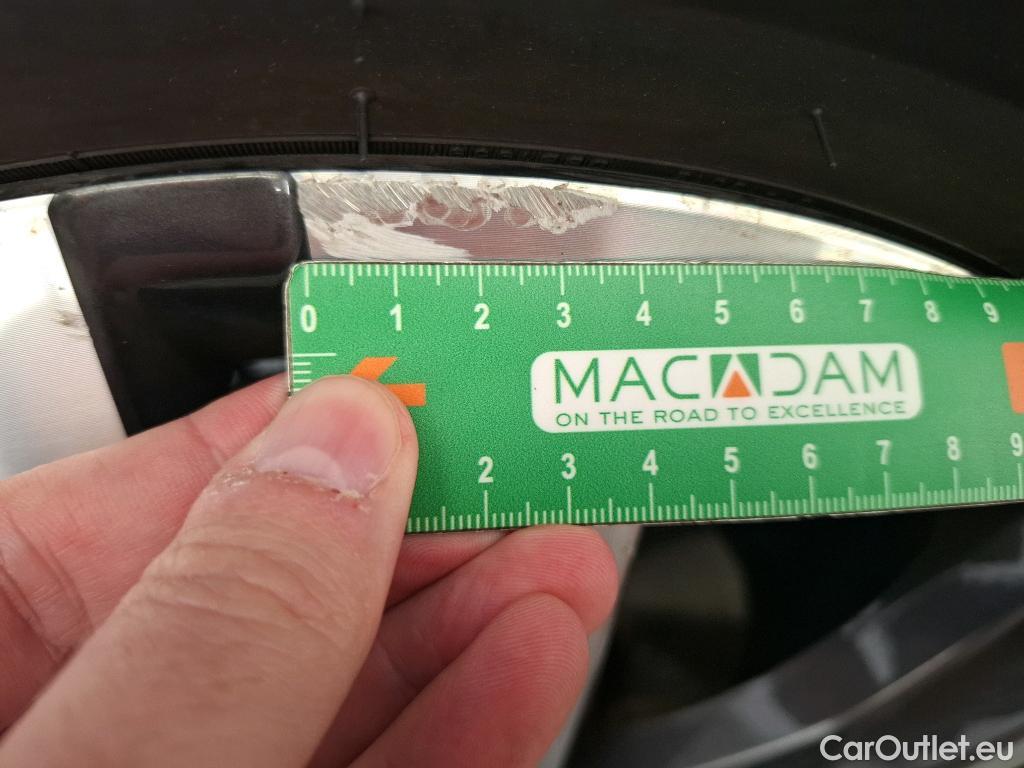 0 1 2 3 4 5 6 7 8 9
MACADAM
ON THE ROAD TO EXCELLENCE
2 3 4 5 6 7 8 9
CarOutlet.eu